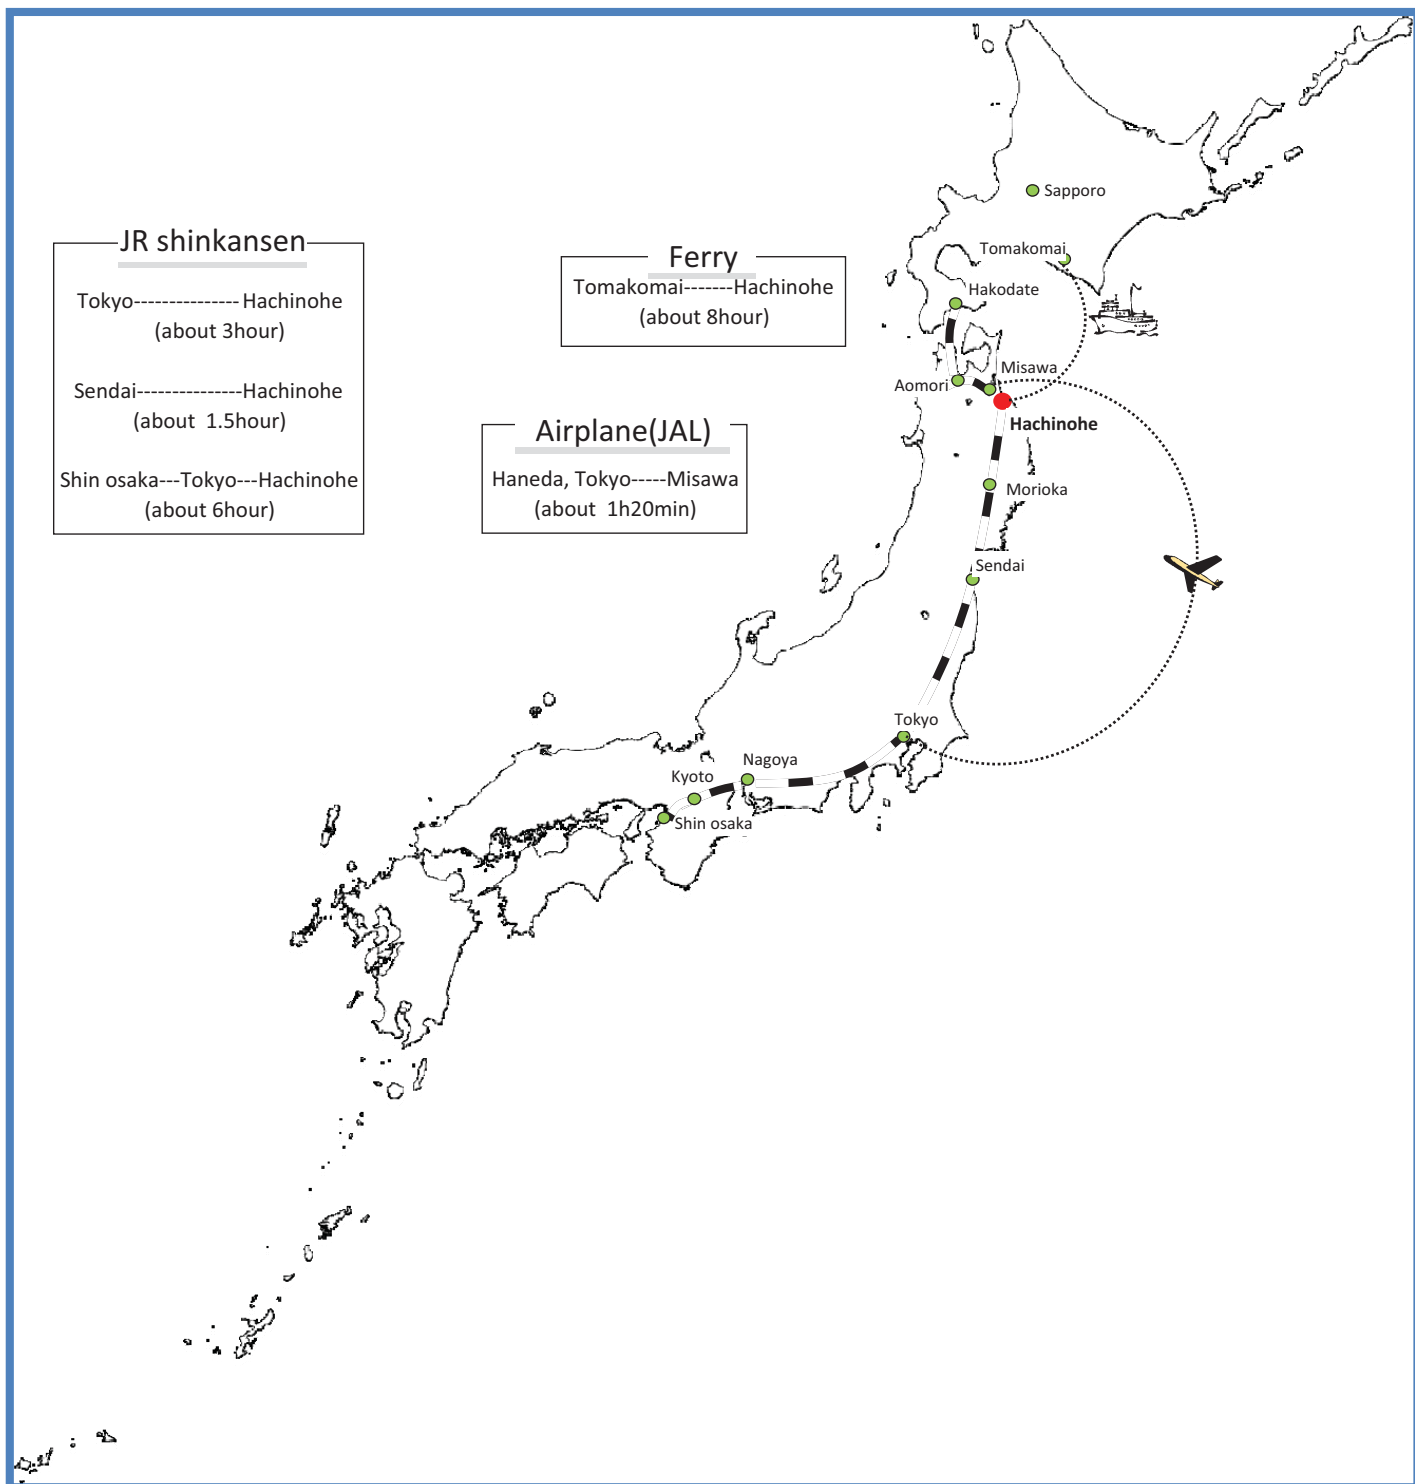 JR shinkansen
Tokyo---------------Hachinohe
(about 3hour)
Sendai---------------Hachinohe
(about 1.5hour)
Shin osaka---Tokyo---Hachinohe
(about 6hour)
Ferry
Tomakomai-------Hachinohe
(about 8hour)
Airplane(JAL)
Haneda, Tokyo-----Misawa
(about 1h20min)
Sapporo
Tomakomai
Hakodate
Misawa
Aomori
Hachinohe
Morioka
Sendai
Tokyo
Nagoya
Kyoto
Shin osaka